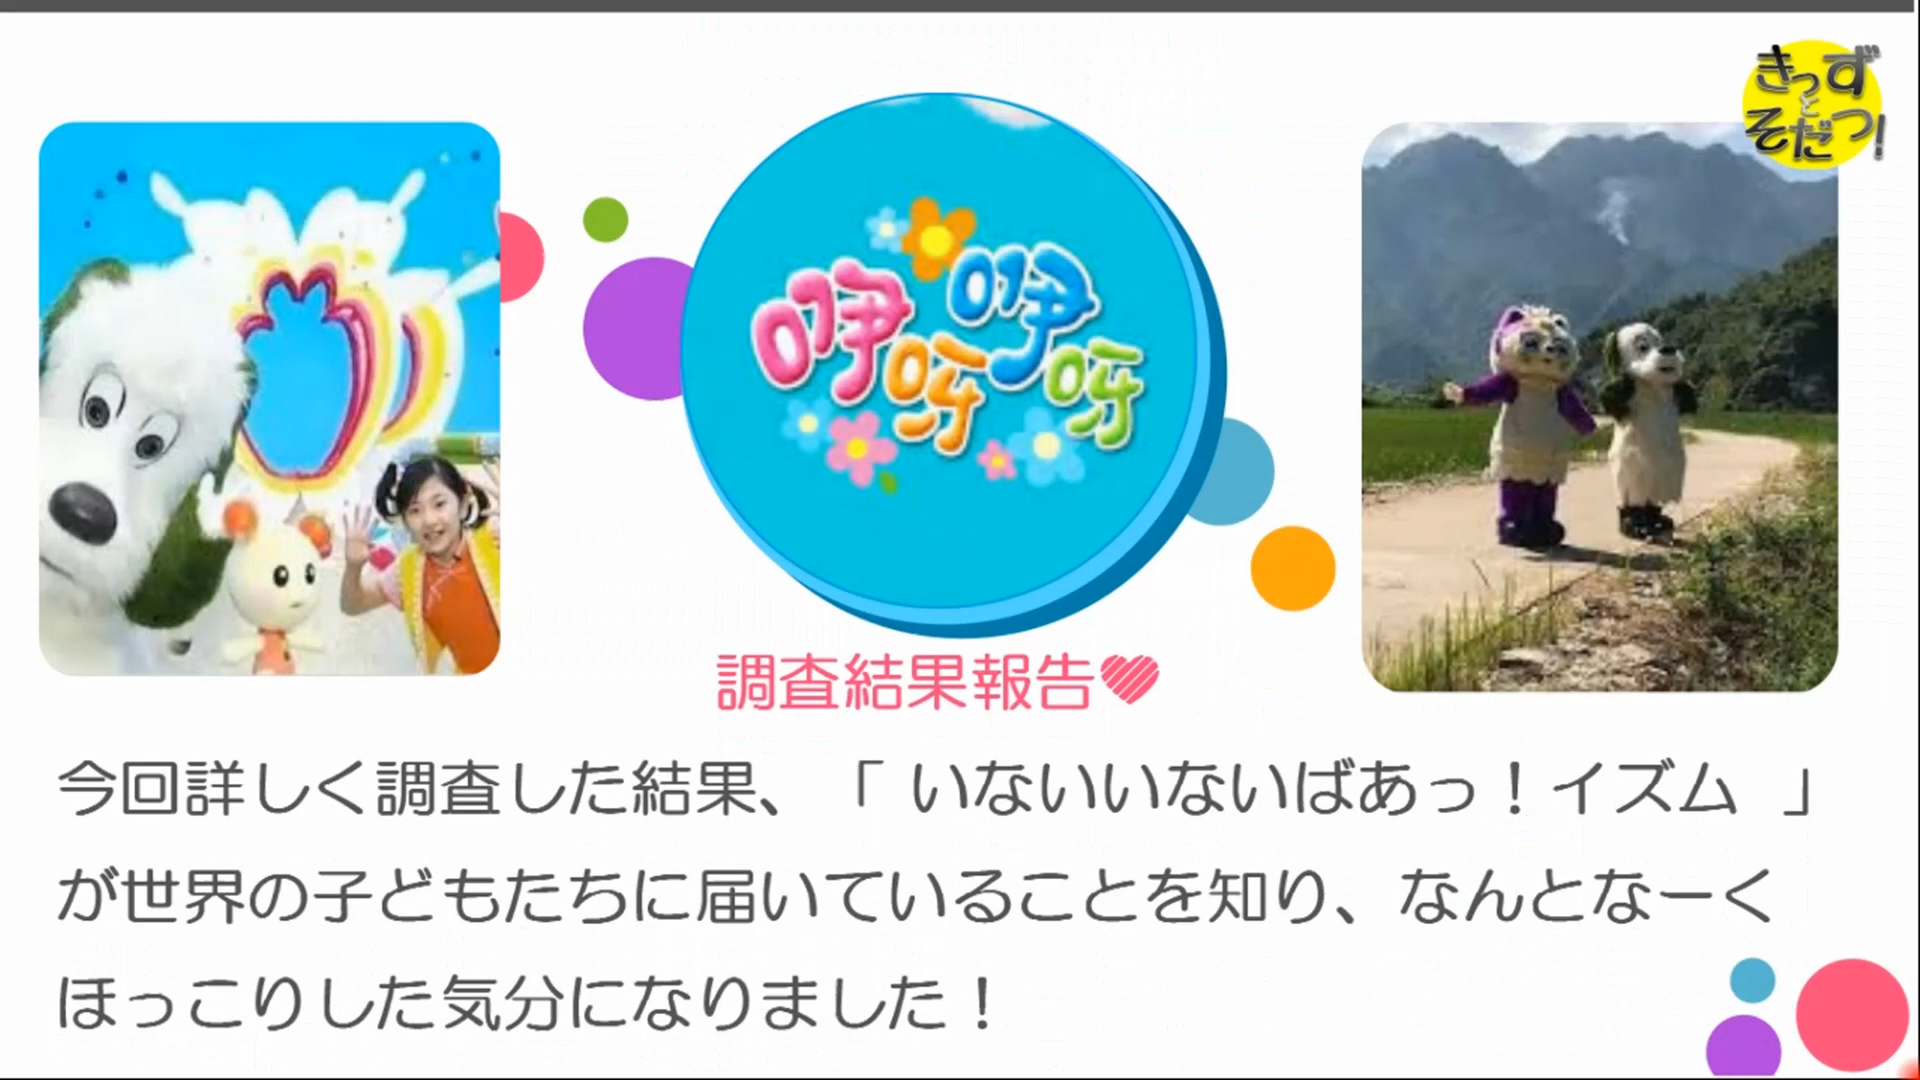 きっず
と
そだつ!
咿呀咿呀
調査結果報告
今回詳しく調査した結果、「 いないいないばあっ！イズム 」
が世界の子どもたちに届いていることを知り、なんとなーく
ほっこりした気分になりました！